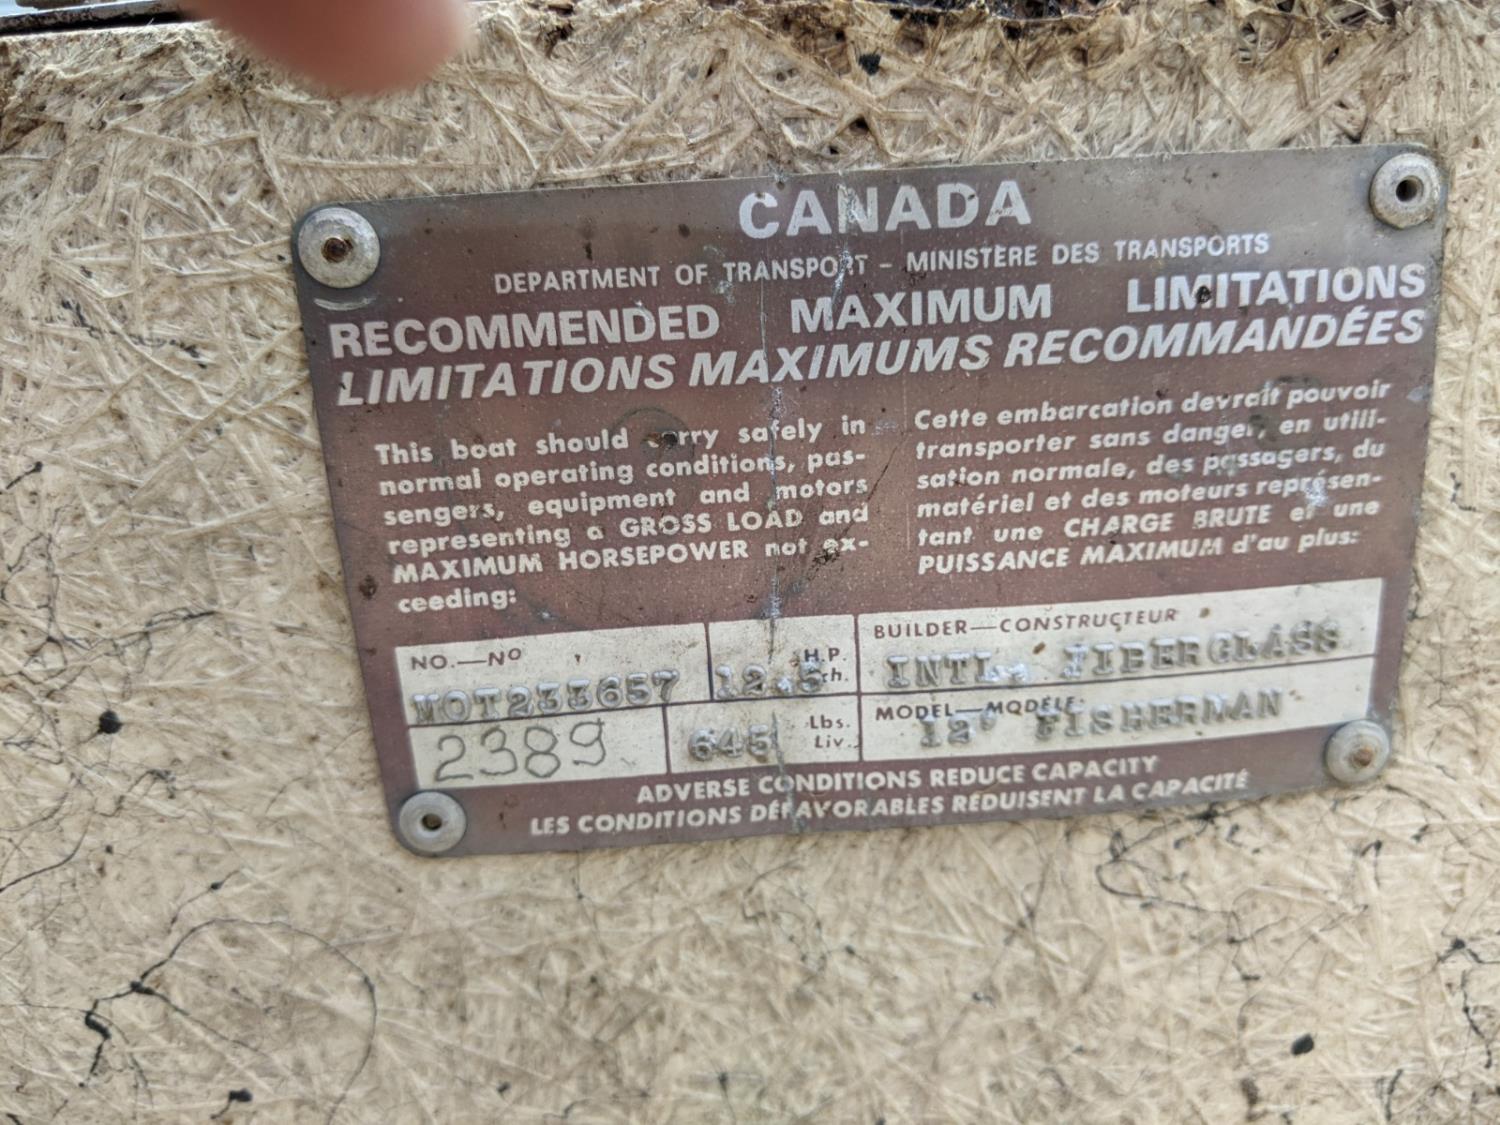 CANADA
DEPARTMENT OF TRANSPORT - MINISTÈRE DES TRANSPORTS
RECOMMENDED MAXIMUM LIMITATIONS
LIMITATIONS MAXIMUMS RECOMMANDÉES
This boat should carry safely in
normal operating conditions, pas-
sengers, equipment and motors
representing a GROSS LOAD and
MAXIMUM HORSEPOWER not ex-
ceeding:
Cette embarcation devrait pouvoir
transporter sans danger, en utili-
sation normale, des passagers, du
matériel et des moteurs représen-
tant une CHARGE BRUTE et une
PUISSANCE MAXIMUM d'au plus:
NO.—Nº
MOT233657
2389
H.P.
12.5 ch.
645 Lbs.
Liv.
BUILDER—CONSTRUCTEUR
INTL. FIBERGLASS
MODEL—MODÈLE
12' FISHERMAN
ADVERSE CONDITIONS REDUCE CAPACITY
LES CONDITIONS DÉFAVORABLES RÉDUISENT LA CAPACITÉ